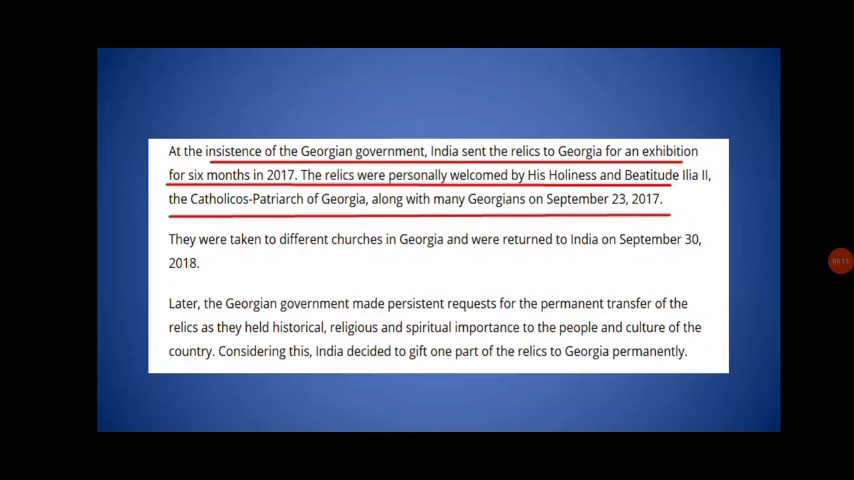 At the insistence of the Georgian government, India sent the relics to Georgia for an exhibition
for six months in 2017. The relics were personally welcomed by His Holiness and Beatitude Ilia II,
the Catholicos-Patriarch of Georgia, along with many Georgians on September 23, 2017.
They were taken to different churches in Georgia and were returned to India on September 30,
2018.
Later, the Georgian government made persistent requests for the permanent transfer of the
relics as they held historical, religious and spiritual importance to the people and culture of the
country. Considering this, India decided to gift one part of the relics to Georgia permanently.
05:11